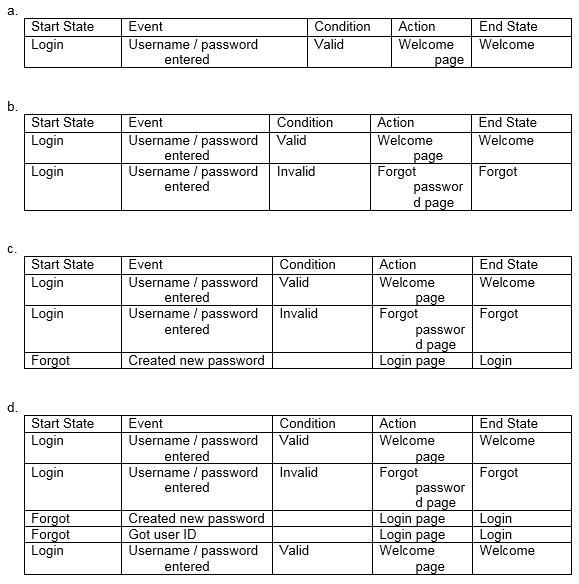 a.
Start State Event Condition Action End State
Login Username / password Valid Welcome Welcome
entered page
b.
Start State Event Condition Action End State
Login Username / password Valid Welcome Welcome
entered page
Login Username / password Invalid Forgot Forgot
entered passwor
d page
c.
Start State Event Condition Action End State
Login Username / password Valid Welcome Welcome
entered page
Login Username / password Invalid Forgot Forgot
entered passwor
d page
Forgot Created new password Login page Login
d.
Start State Event Condition Action End State
Login Username / password Valid Welcome Welcome
entered page
Login Username / password Invalid Forgot Forgot
entered passwor
d page
Forgot Created new password Login page Login
Forgot Got user ID Login page Login
Login Username / password Valid Welcome Welcome
entered page